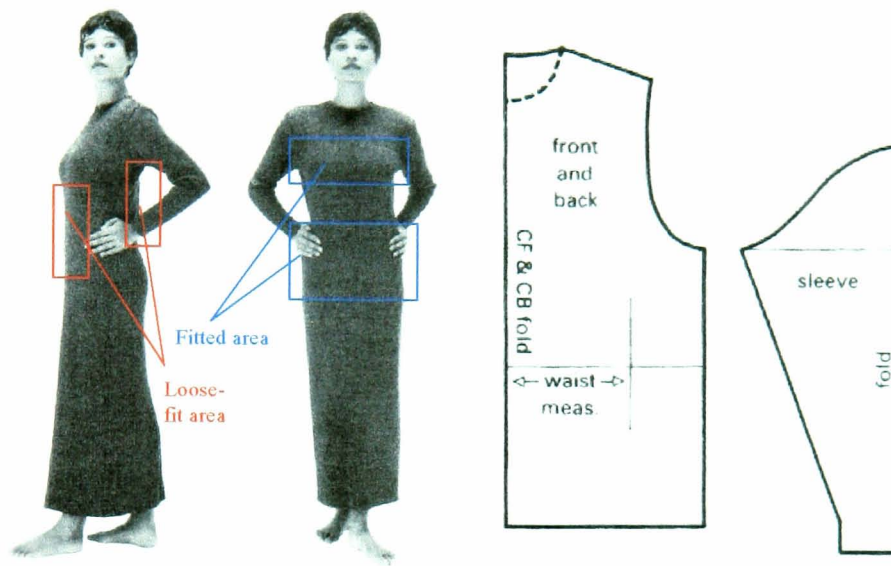 Fitted area
Loose-
fit area
front
and
back
CF & CB fold
waist
meas.
sleeve
fold